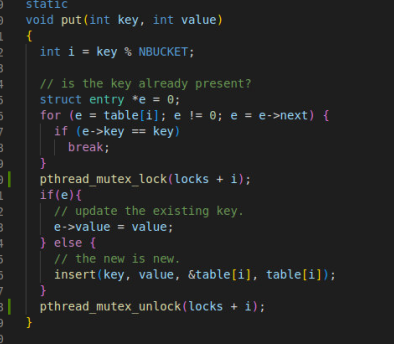 static
void put(int key, int value)
{
  int i = key % NBUCKET;

  // is the key already present?
  struct entry *e = 0;
  for (e = table[i]; e != 0; e = e->next) {
    if (e->key == key)
      break;
  }
  pthread_mutex_lock(locks + i);
  if(e){
    // update the existing key.
    e->value = value;
  } else {
    // the new is new.
    insert(key, value, &table[i], table[i]);
  }
  pthread_mutex_unlock(locks + i);
}